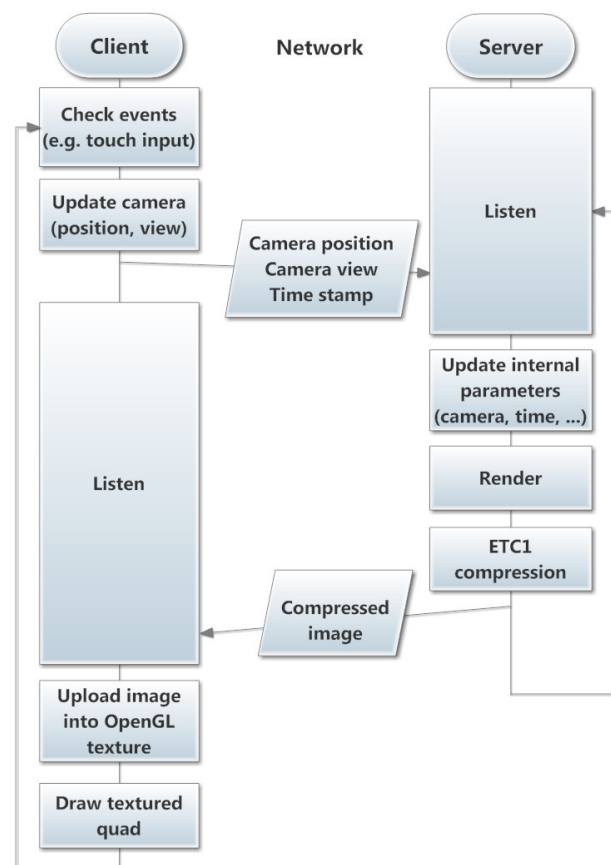 Client
Network
Server
Check events
(e.g. touch input)
Update camera
(position, view)
Listen
Camera position
Camera view
Time stamp
Update internal
parameters
(camera, time, ...)
Listen
Render
ETC1
compression
Compressed
image
Upload image
into OpenGL
texture
Draw textured
quad